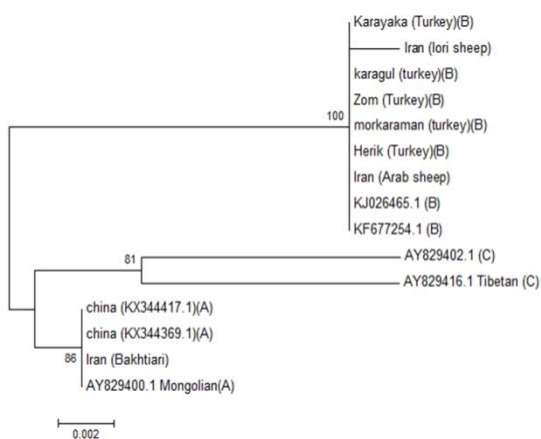 Karayaka (Turkey)(B)
Iran (lori sheep)
karagul (turkey)(B)
Zom (Turkey)(B)
100
morkaraman (turkey)(B)
Herik (Turkey)(B)
Iran (Arab sheep)
KJ026465.1 (B)
KF677254.1 (B)
81
AY829402.1 (C)
AY829416.1 Tibetan (C)
china (KX344417.1)(A)
china (KX344369.1)(A)
86
Iran (Bakhtiari)
AY829400.1 Mongolian(A)
0.002